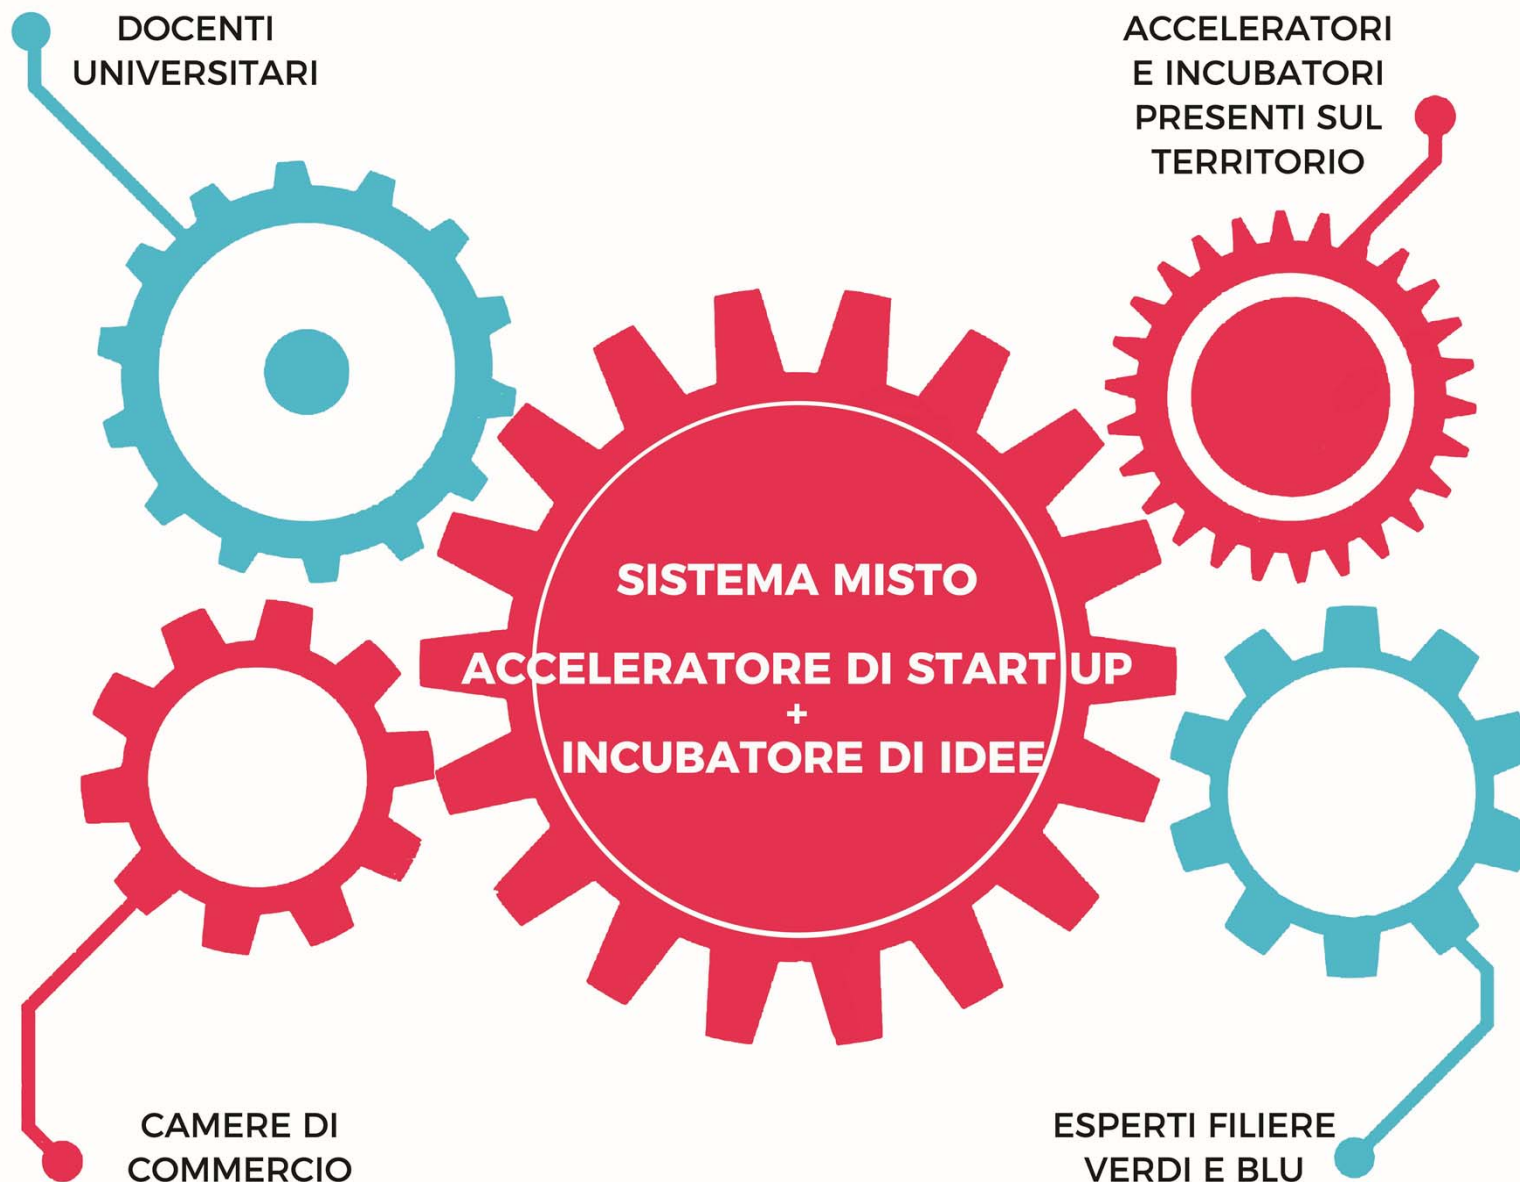 DOCENTI
UNIVERSITARI
ACCELERATORI
E INCUBATORI
PRESENTI SUL
TERRITORIO
SISTEMA MISTO
ACCELERATORE DI START UP
+
INCUBATORE DI IDEE
CAMERE DI
COMMERCIO
ESPERTI FILIERE
VERDI E BLU